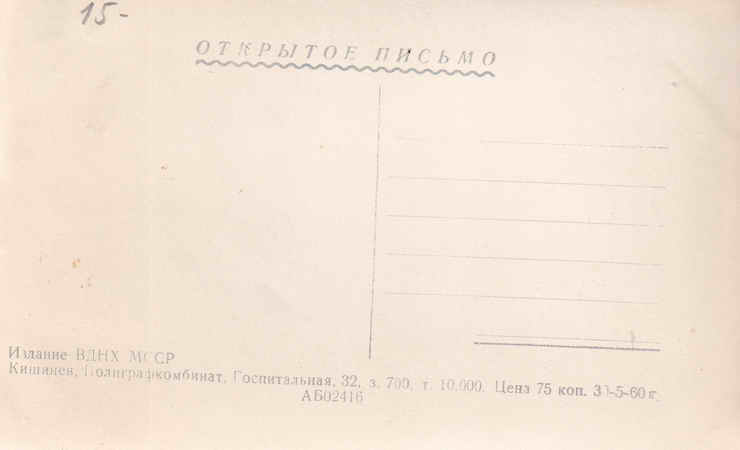 15-
ОТКРЫТОЕ ПИСЬМО
Издание ВДНХ МССР
Кишинев, Полиграфкомбинат, Госпитальная, 32, з. 700, т. 10.000. Цена 75 коп. 30-5-60 г.
АБ02416